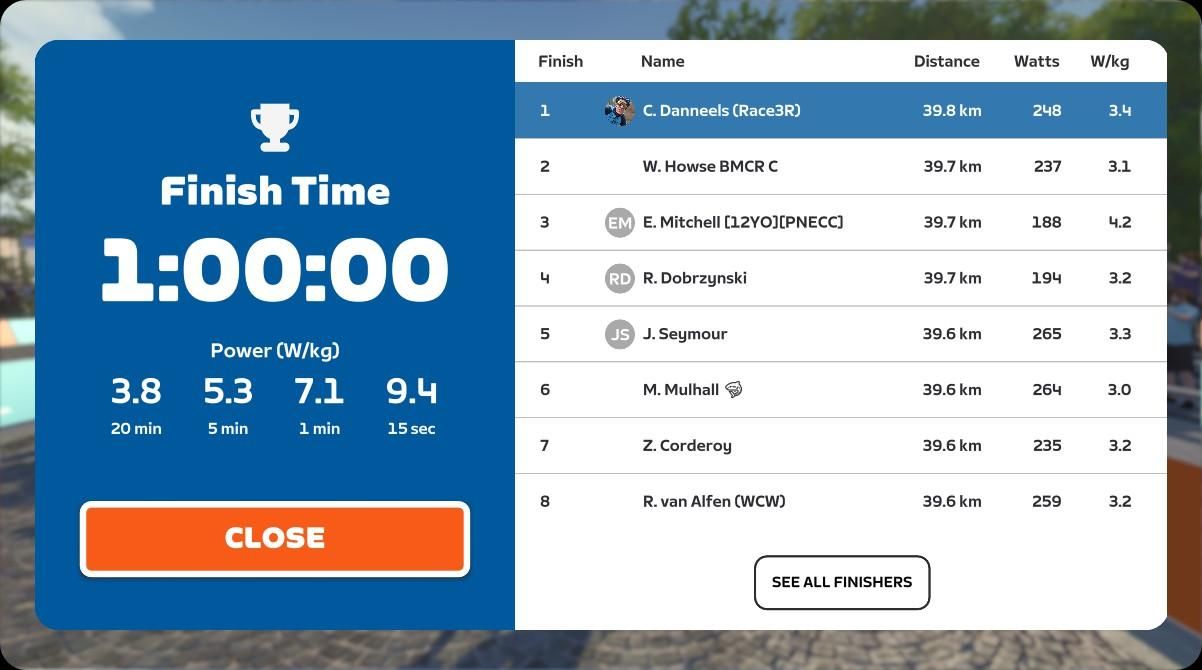 Finish Time
1:00:00
Power (W/kg)
3.8 5.3 7.1 9.4
20 min 5 min 1 min 15 sec
CLOSE
Finish Name Distance Watts W/kg
1 C. Danneels (Race3R) 39.8 km 248 3.4
2 W. Howse BMCR C 39.7 km 237 3.1
3 EM E. Mitchell [12YO][PNECC] 39.7 km 188 4.2
4 RD R. Dobrzynski 39.7 km 194 3.2
5 JS J. Seymour 39.6 km 265 3.3
6 M. Mulhall 39.6 km 264 3.0
7 Z. Corderoy 39.6 km 235 3.2
8 R. van Alfen (WCW) 39.6 km 259 3.2
SEE ALL FINISHERS